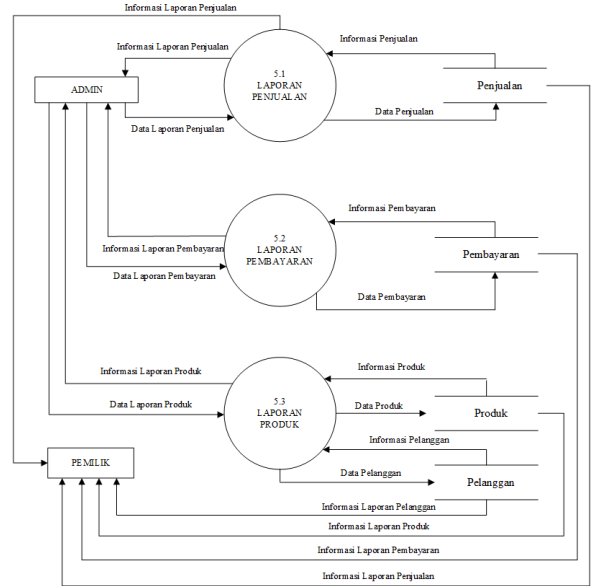 Informasi Laporan Penjualan
Informasi Laporan Penjualan
Informasi Penjualan
5.1
LAPORAN
PENJUALAN
ADMIN
Penjualan
Data Laporan Penjualan
Data Penjualan
Informasi Pembayaran
5.2
LAPORAN
PEMBAYARAN
Informasi Laporan Pembayaran
Pembayaran
Data Laporan Pembayaran
Data Pembayaran
Informasi Laporan Produk
Informasi Produk
5.3
LAPORAN
PRODUK
Data Laporan Produk
Data Produk
Produk
Informasi Pelanggan
PEMILIK
Data Pelanggan
Pelanggan
Informasi Laporan Pelanggan
Informasi Laporan Produk
Informasi Laporan Pembayaran
Informasi Laporan Penjualan